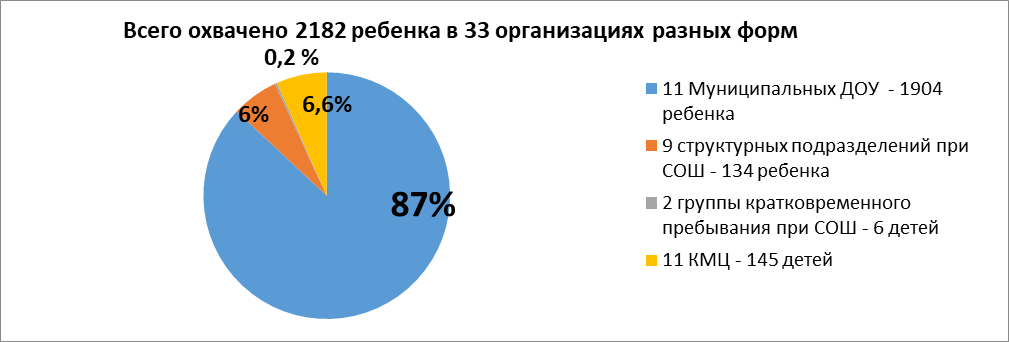 Всего охвачено 2182 ребенка в 33 организациях разных форм
0,2 %
6,6%
6%
87%
11 Муниципальных ДОУ - 1904
ребенка
9 структурных подразделений при
СОШ - 134 ребенка
2 группы кратковременного
пребывания при СОШ - 6 детей
11 КМЦ - 145 детей